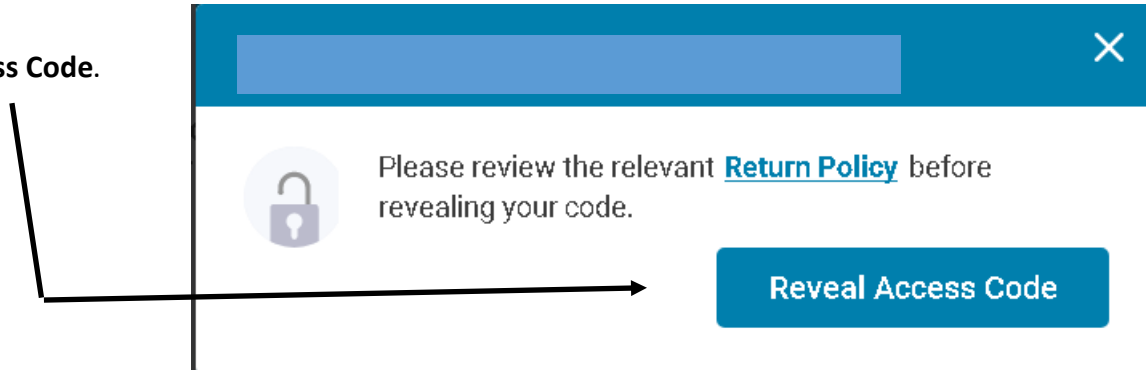 ss Code.
Please review the relevant Return Policy before
revealing your code.
Reveal Access Code